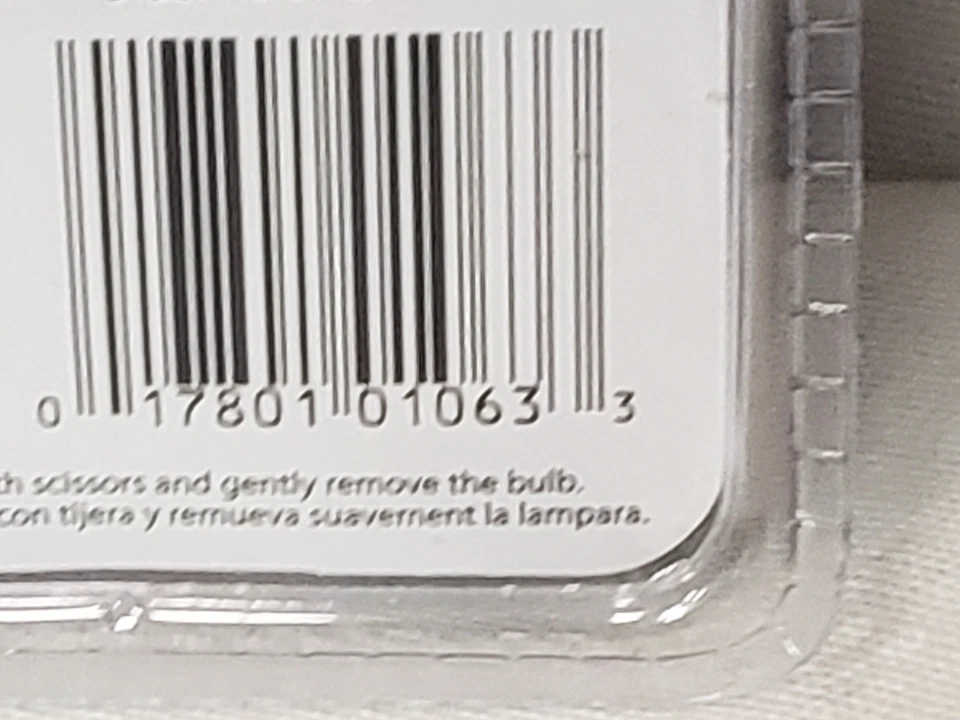 0 17801 01063 3
scissors and gently remove the bulb.
con tijera y remueva suavement la lampara.